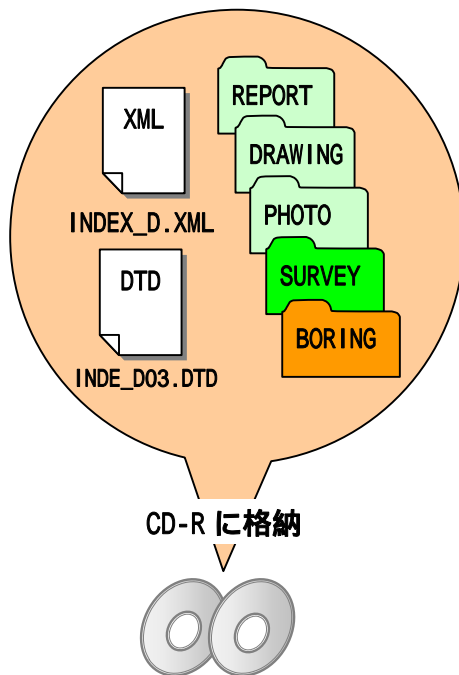 XML
INDEX_D.XML
DTD
INDE_D03.DTD
REPORT
DRAWING
PHOTO
SURVEY
BORING
CD-R に格納